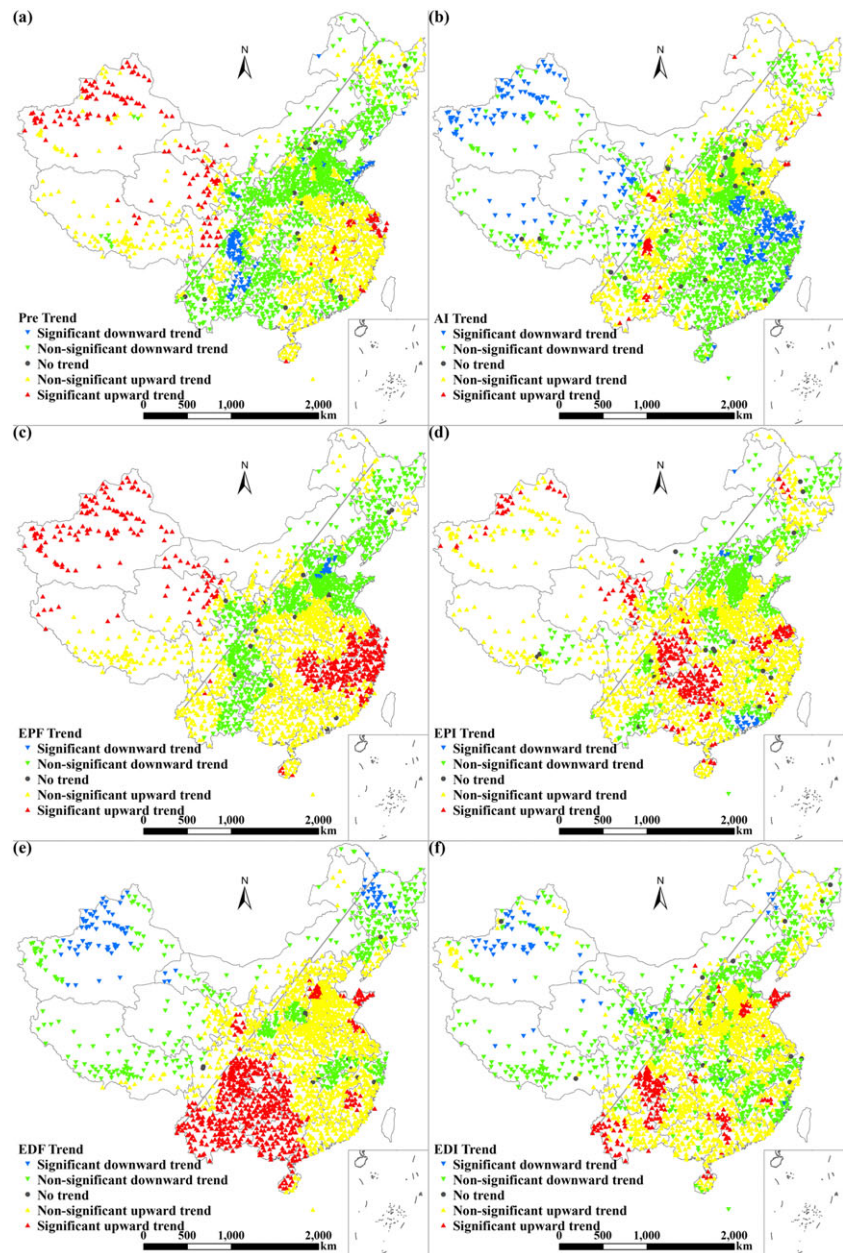 (a)
N
Pre Trend
Significant downward trend
Non-significant downward trend
No trend
Non-significant upward trend
Significant upward trend
0 500 1,000 2,000
km
(b)
N
AI Trend
Significant downward trend
Non-significant downward trend
No trend
Non-significant upward trend
Significant upward trend
0 500 1,000 2,000
km
(c)
N
EPF Trend
Significant downward trend
Non-significant downward trend
No trend
Non-significant upward trend
Significant upward trend
0 500 1,000 2,000
km
(d)
N
EPI Trend
Significant downward trend
Non-significant downward trend
No trend
Non-significant upward trend
Significant upward trend
0 500 1,000 2,000
km
(e)
N
EDF Trend
Significant downward trend
Non-significant downward trend
No trend
Non-significant upward trend
Significant upward trend
0 500 1,000 2,000
km
(f)
N
EDI Trend
Significant downward trend
Non-significant downward trend
No trend
Non-significant upward trend
Significant upward trend
0 500 1,000 2,000
km